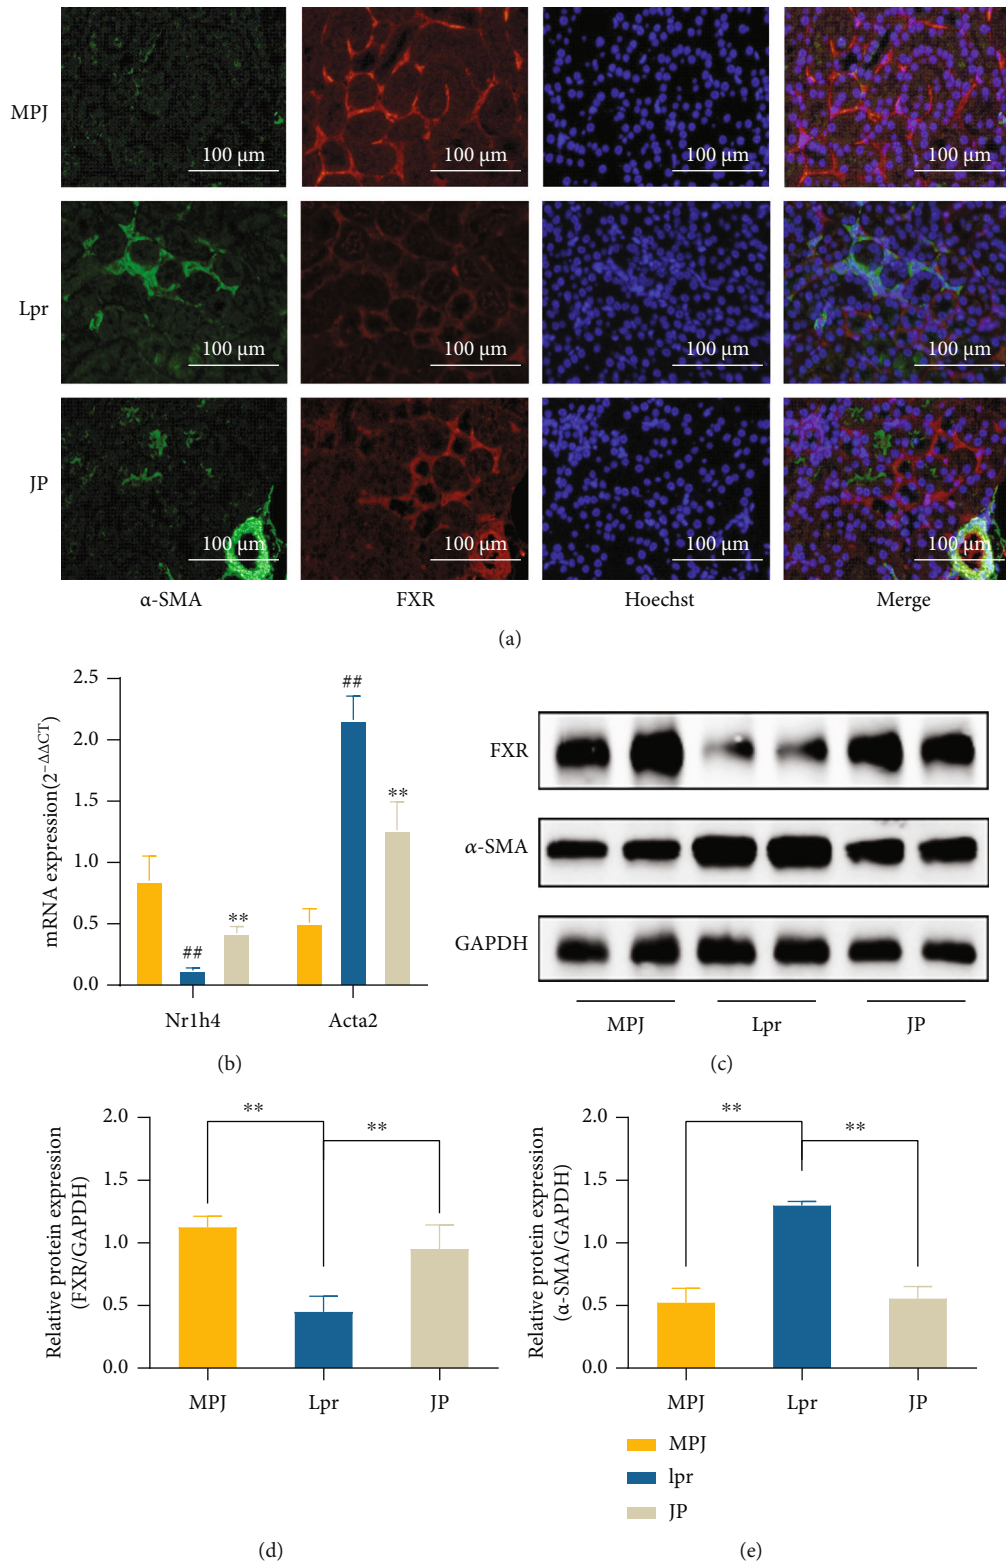 MPJ
100 µm 100 µm 100 µm 100 µm
Lpr
100 µm 100 µm 100 µm 100 µm
JP
100 µm 100 µm 100 µm 100 µm
α-SMA FXR Hoechst Merge
(a)
mRNA expression(2^−ΔΔCT)
2.5
2.0
1.5
1.0
0.5
0.0
##
**
##
**
Nr1h4 Acta2
(b)
FXR
α-SMA
GAPDH
MPJ Lpr JP
(c)
Relative protein expression
(FXR/GAPDH)
2.0
1.5
1.0
0.5
0.0
**
**
MPJ Lpr JP
(d)
Relative protein expression
(α-SMA/GAPDH)
2.0
1.5
1.0
0.5
0.0
**
**
MPJ Lpr JP
MPJ
lpr
JP
(e)